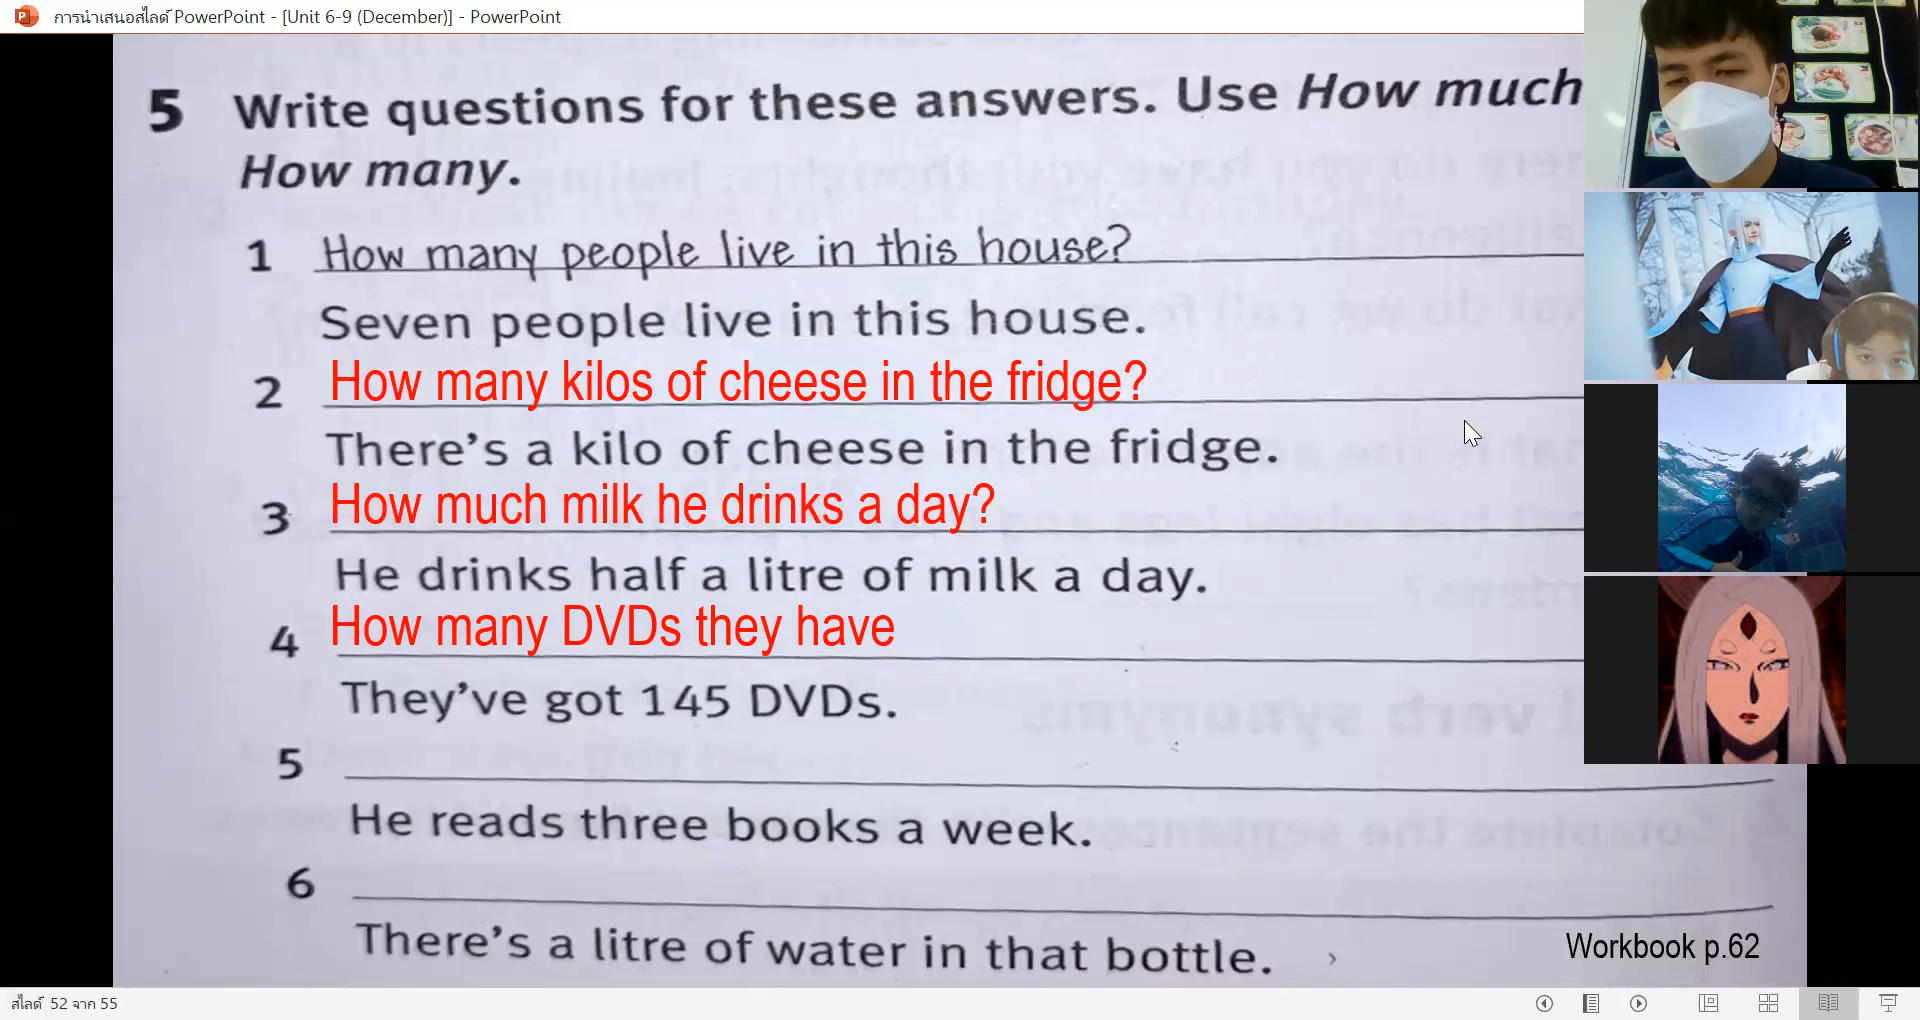 การนำเสนอสไลด์ PowerPoint - [Unit 6-9 (December)] - PowerPoint
5 Write questions for these answers. Use How much
How many.
1 How many people live in this house?
Seven people live in this house.
2 How many kilos of cheese in the fridge?
There's a kilo of cheese in the fridge.
3 How much milk he drinks a day?
He drinks half a litre of milk a day.
4 How many DVDs they have
They've got 145 DVDs.
5
He reads three books a week.
6
There's a litre of water in that bottle.
Workbook p.62
สไลด์ 52 จาก 55